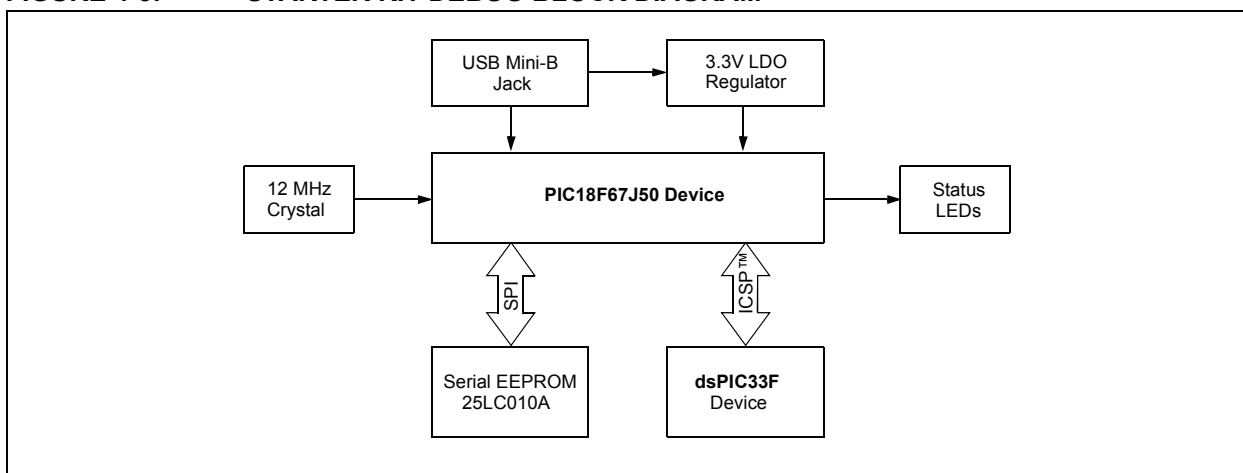 USB Mini-B
Jack
3.3V LDO
Regulator
12 MHz
Crystal
PIC18F67J50 Device
Status
LEDs
SPI
ICSP™
Serial EEPROM
25LC010A
dsPIC33F
Device